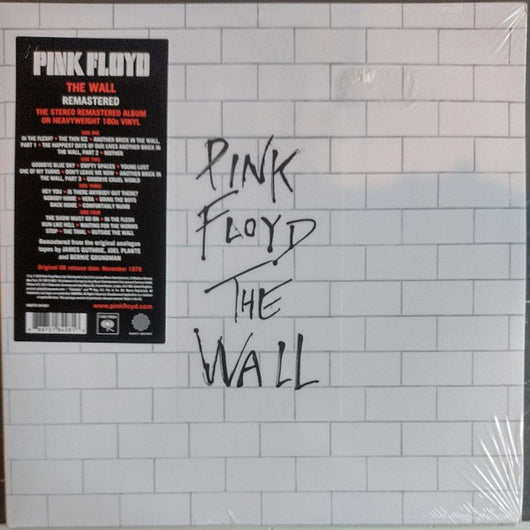 PINK FLOYD
THE WALL
REMASTERED
THE STEREO REMASTERED ALBUM
ON HEAVYWEIGHT 180G VINYL
SIDE ONE
IN THE FLESH? • THE THIN ICE • ANOTHER BRICK IN THE WALL,
PART 1 • THE HAPPIEST DAYS OF OUR LIVES ANOTHER BRICK IN
THE WALL, PART 2 • MOTHER
SIDE TWO
GOODBYE BLUE SKY • EMPTY SPACES • YOUNG LUST
ONE OF MY TURNS • DON'T LEAVE ME NOW • ANOTHER BRICK
IN THE WALL, PART 3 • GOODBYE CRUEL WORLD
SIDE THREE
HEY YOU • IS THERE ANYBODY OUT THERE?
NOBODY HOME • VERA • BRING THE BOYS
BACK HOME • COMFORTABLY NUMB
SIDE FOUR
THE SHOW MUST GO ON • IN THE FLESH
RUN LIKE HELL • WAITING FOR THE WORMS
STOP • THE TRIAL • OUTSIDE THE WALL
Remastered from the original analogue
tapes by JAMES GUTHRIE, JOEL PLANTE
and BERNIE GRUNDMAN
Original UK release date: November 1979
www.pinkfloyd.com
PINK
FLOYD
THE
WALL